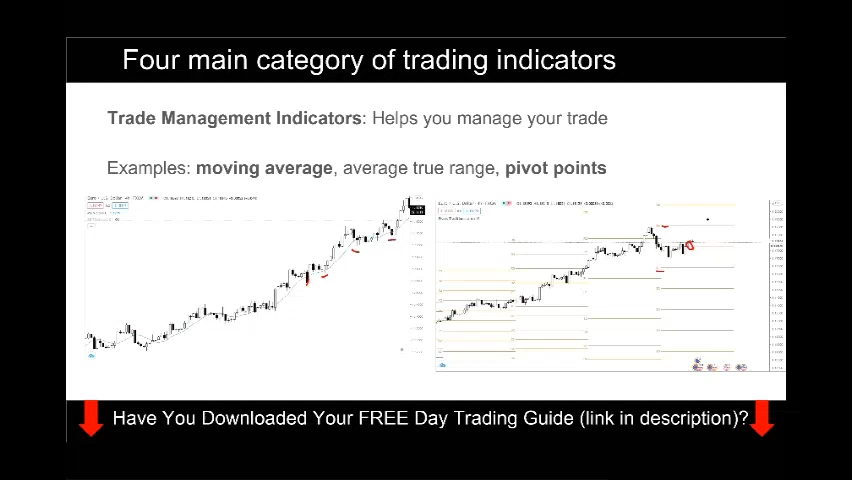 Four main category of trading indicators
Trade Management Indicators: Helps you manage your trade
Examples: moving average, average true range, pivot points
Have You Downloaded Your FREE Day Trading Guide (link in description)?